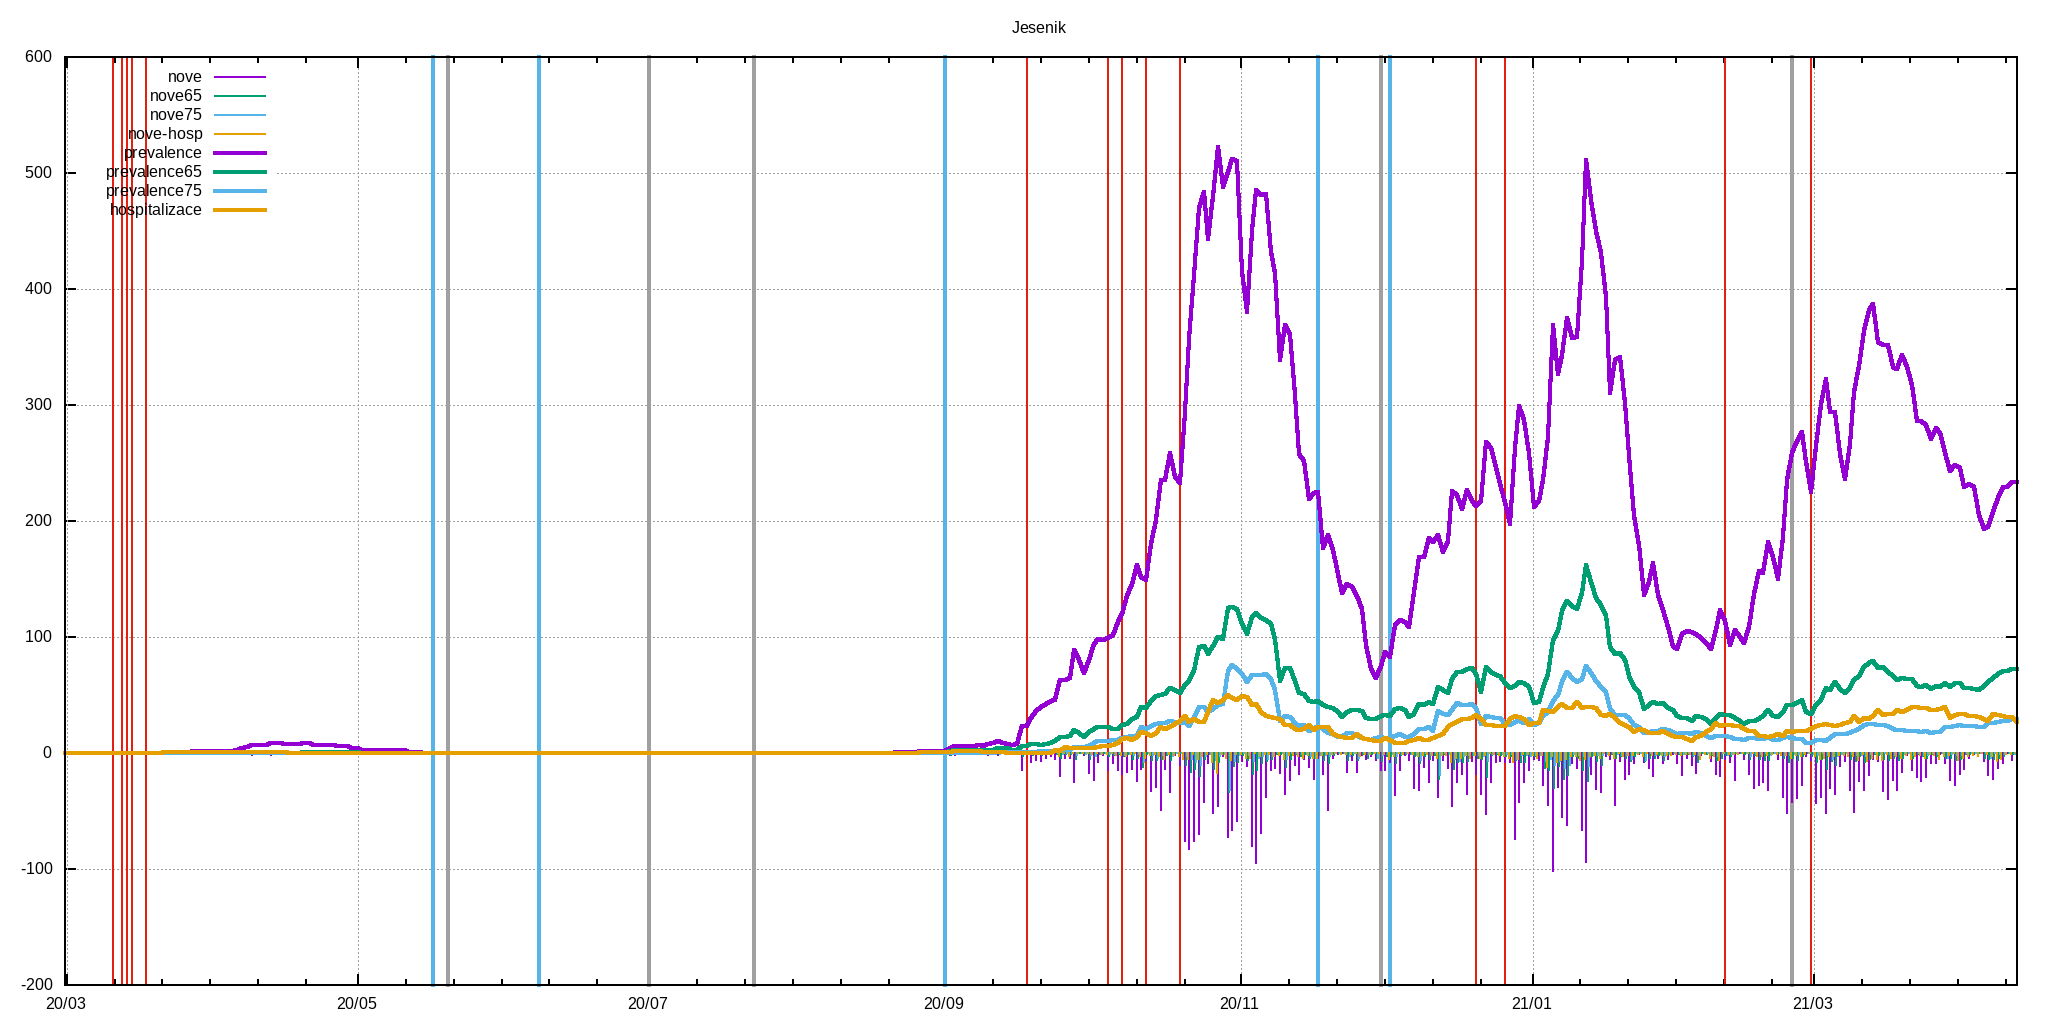 Jesenik
600
500
400
300
200
100
0
-100
-200
nove
nove65
nove75
nove-hosp
prevalence
prevalence65
prevalence75
hospitalizace
20/03
20/05
20/07
20/09
20/11
21/01
21/03